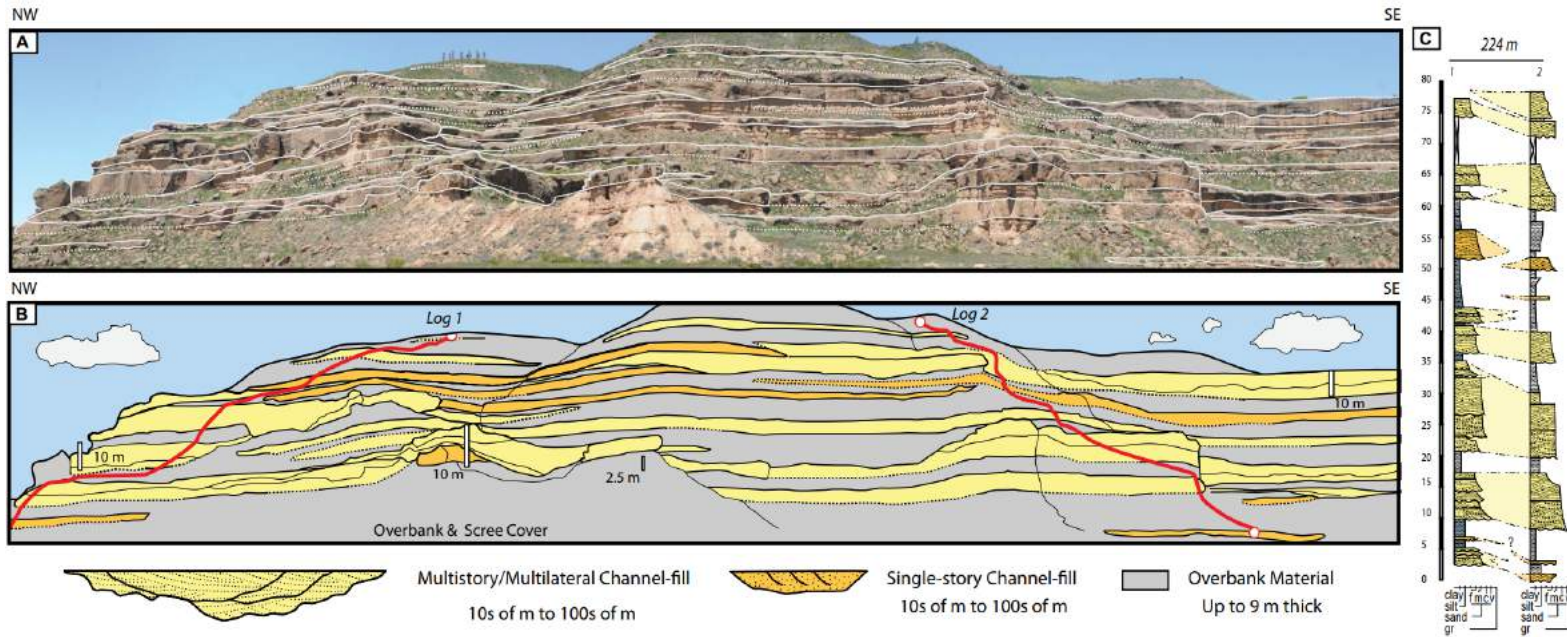 NW
SE
A
C
224 m
1
2
80
75
70
65
60
55
50
45
40
35
30
25
20
15
10
5
0
?
clay
silt
sand
gr
f m c v
clay
silt
sand
gr
f m c v
NW
SE
B
Log 1
Log 2
10 m
10 m
10 m
2.5 m
Overbank & Scree Cover
Multistory/Multilateral Channel-fill
10s of m to 100s of m
Single-story Channel-fill
10s of m to 100s of m
Overbank Material
Up to 9 m thick